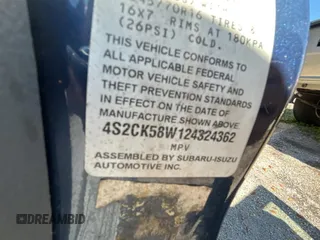 16X7 RIMS AT 180KPA
(26PSI) COLD.
THIS VEHICLE CONFORMS TO
ALL APPLICABLE FEDERAL
MOTOR VEHICLE SAFETY AND
THEFT PREVENTION STANDARDS
IN EFFECT ON THE DATE OF
MANUFACTURE SHOWN ABOVE.
4S2CK58W124324362
MPV
ASSEMBLED BY SUBARU-ISUZU
AUTOMOTIVE INC.
DREAMBID